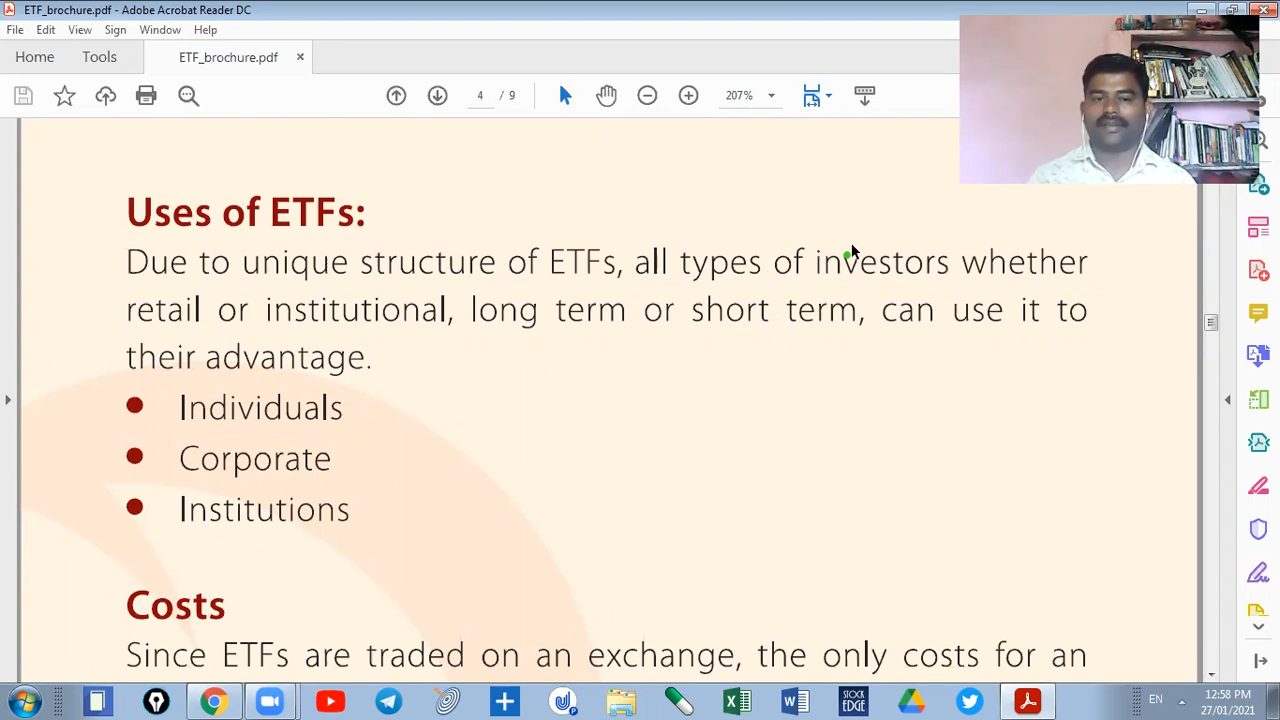 ETF_brochure.pdf - Adobe Acrobat Reader DC
File Edit View Sign Window Help
Home Tools ETF_brochure.pdf ×
4 / 9 207%
Uses of ETFs:
Due to unique structure of ETFs, all types of investors whether
retail or institutional, long term or short term, can use it to
their advantage.
● Individuals
● Corporate
● Institutions
Costs
Since ETFs are traded on an exchange, the only costs for an
STOCK
EDGE
EN
12:58 PM
27/01/2021